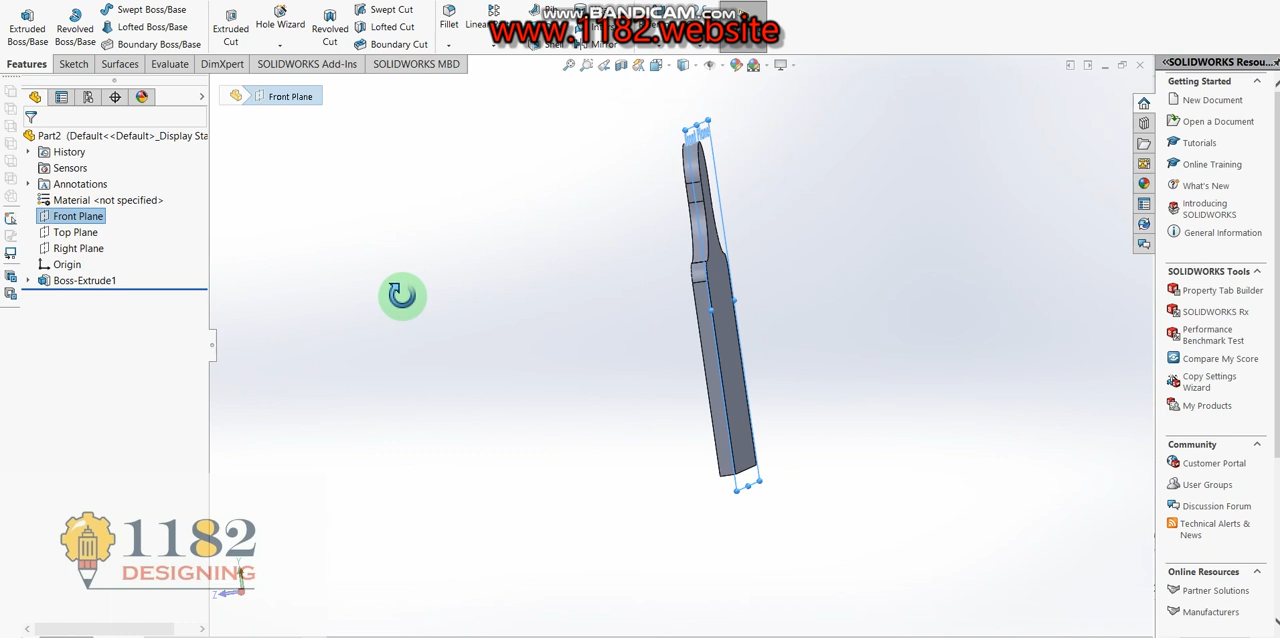 www.BANDICAM.com
www.1182.website
Extruded
Boss/Base
Revolved
Boss/Base
Swept Boss/Base
Lofted Boss/Base
Boundary Boss/Base
Extruded
Cut
Hole Wizard
Revolved
Cut
Swept Cut
Lofted Cut
Boundary Cut
Fillet
Mirror
Features
Sketch
Surfaces
Evaluate
DimXpert
SOLIDWORKS Add-Ins
SOLIDWORKS MBD
Front Plane
Part2 (Default<<Default>_Display Sta
History
Sensors
Annotations
Material <not specified>
Front Plane
Top Plane
Right Plane
Origin
Boss-Extrude1
Front Plane
1182
DESIGNING
Z
SOLIDWORKS Resou...
Getting Started
New Document
Open a Document
Tutorials
Online Training
What's New
Introducing
SOLIDWORKS
General Information
SOLIDWORKS Tools
Property Tab Builder
SOLIDWORKS Rx
Performance
Benchmark Test
Compare My Score
Copy Settings
Wizard
My Products
Community
Customer Portal
User Groups
Discussion Forum
Technical Alerts &
News
Online Resources
Partner Solutions
Manufacturers